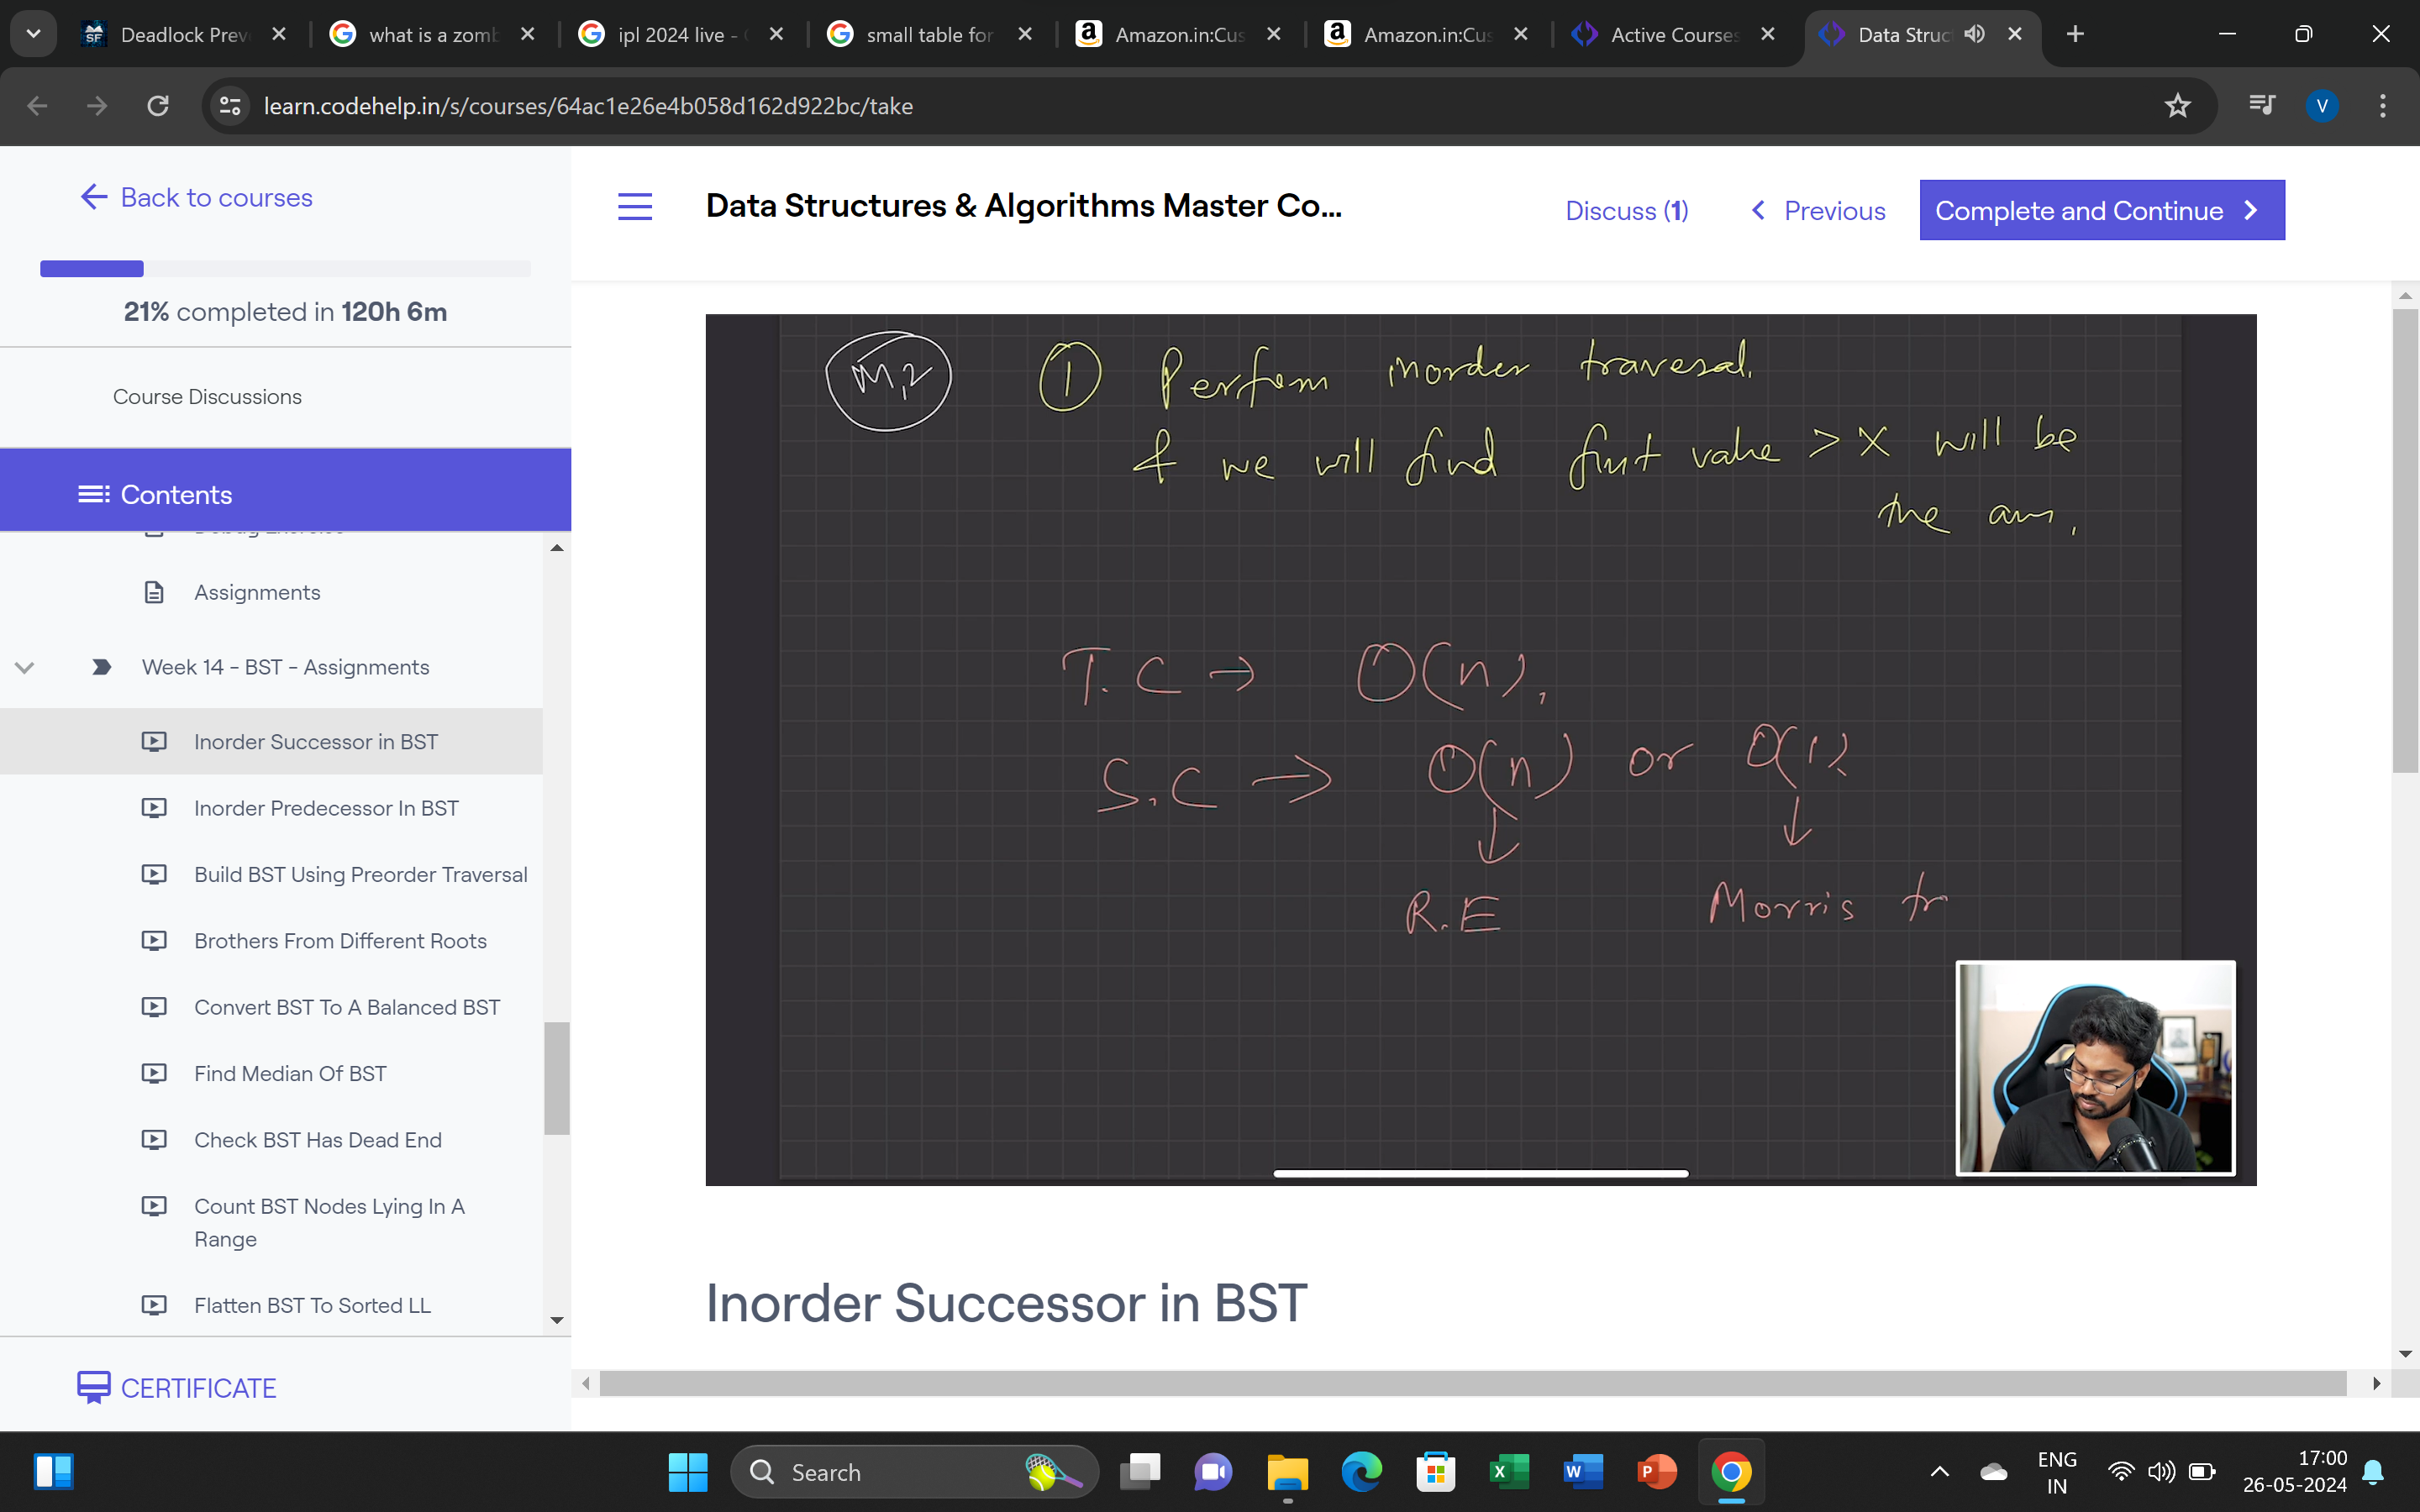 SF Deadlock Prev
what is a zomb
ipl 2024 live -
small table for
Amazon.in:Cus
Amazon.in:Cus
Active Courses
Data Struc
learn.codehelp.in/s/courses/64ac1e26e4b058d162d922bc/take
V
Back to courses
21% completed in 120h 6m
Course Discussions
Contents
Assignments
Week 14 - BST - Assignments
Inorder Successor in BST
Inorder Predecessor In BST
Build BST Using Preorder Traversal
Brothers From Different Roots
Convert BST To A Balanced BST
Find Median Of BST
Check BST Has Dead End
Count BST Nodes Lying In A
Range
Flatten BST To Sorted LL
CERTIFICATE
Data Structures & Algorithms Master Co...
Discuss (1)
Previous
Complete and Continue
M,2 1 Perform inorder traversal.
& we will find first value > X will be
the ans.
T.C → O(n),
S.C → O(n) or O(1)
R.E Morris tr
Inorder Successor in BST
Search
ENG
IN
17:00
26-05-2024